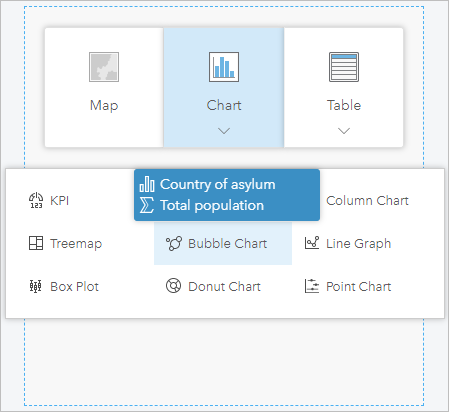 Map
Chart
Table
Country of asylum
Total population
123
KPI
Column Chart
Treemap
Bubble Chart
Line Graph
Box Plot
Donut Chart
Point Chart